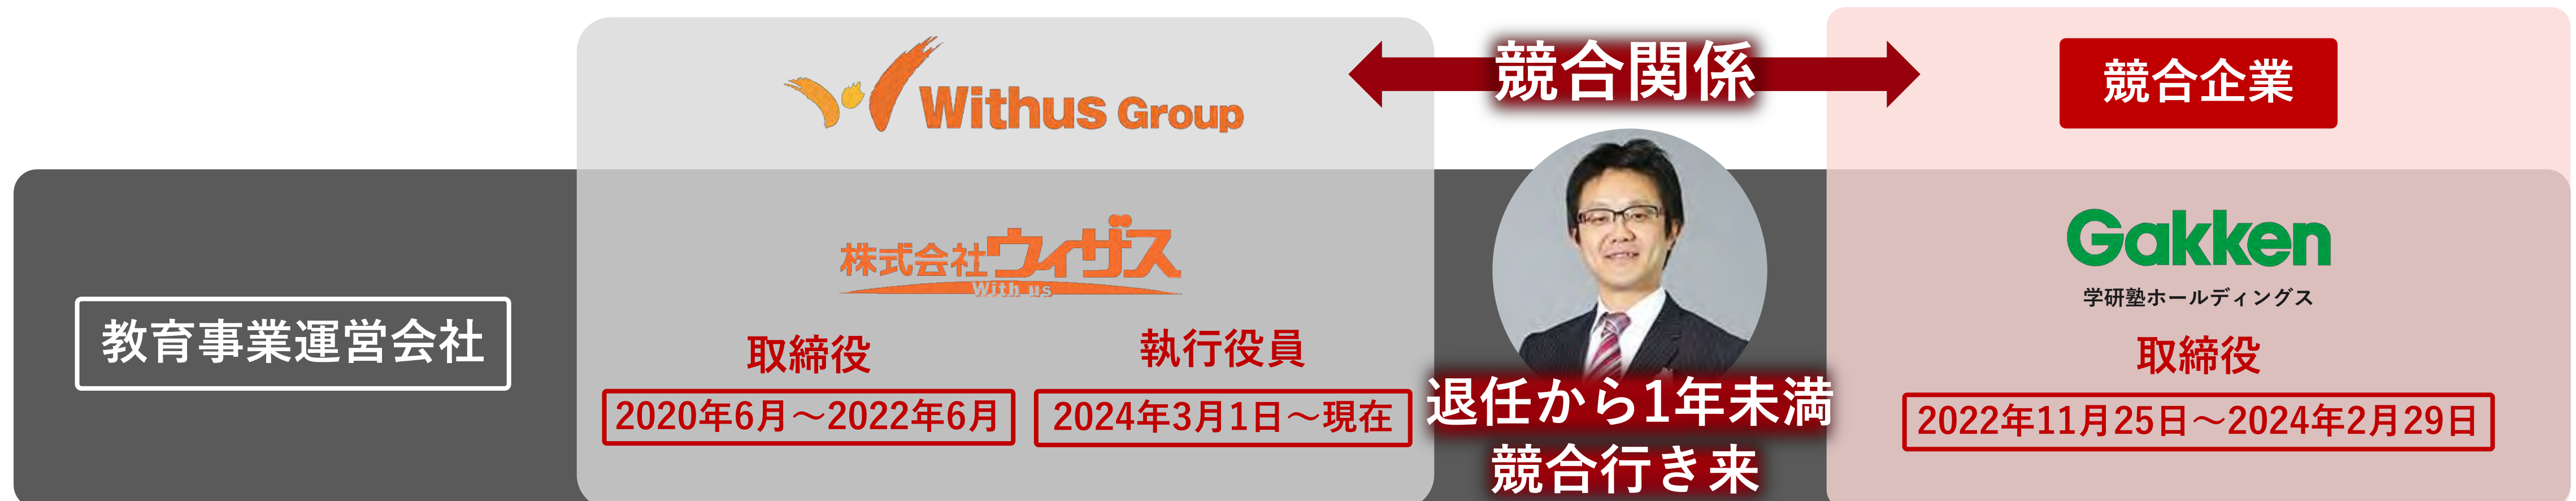 Withus Group
競合関係
競合企業
株式会社ウィザス
With us
Gakken
学研塾ホールディングス
教育事業運営会社
取締役
2020年6月～2022年6月
執行役員
2024年3月1日～現在
退任から1年未満
競合行き来
取締役
2022年11月25日～2024年2月29日